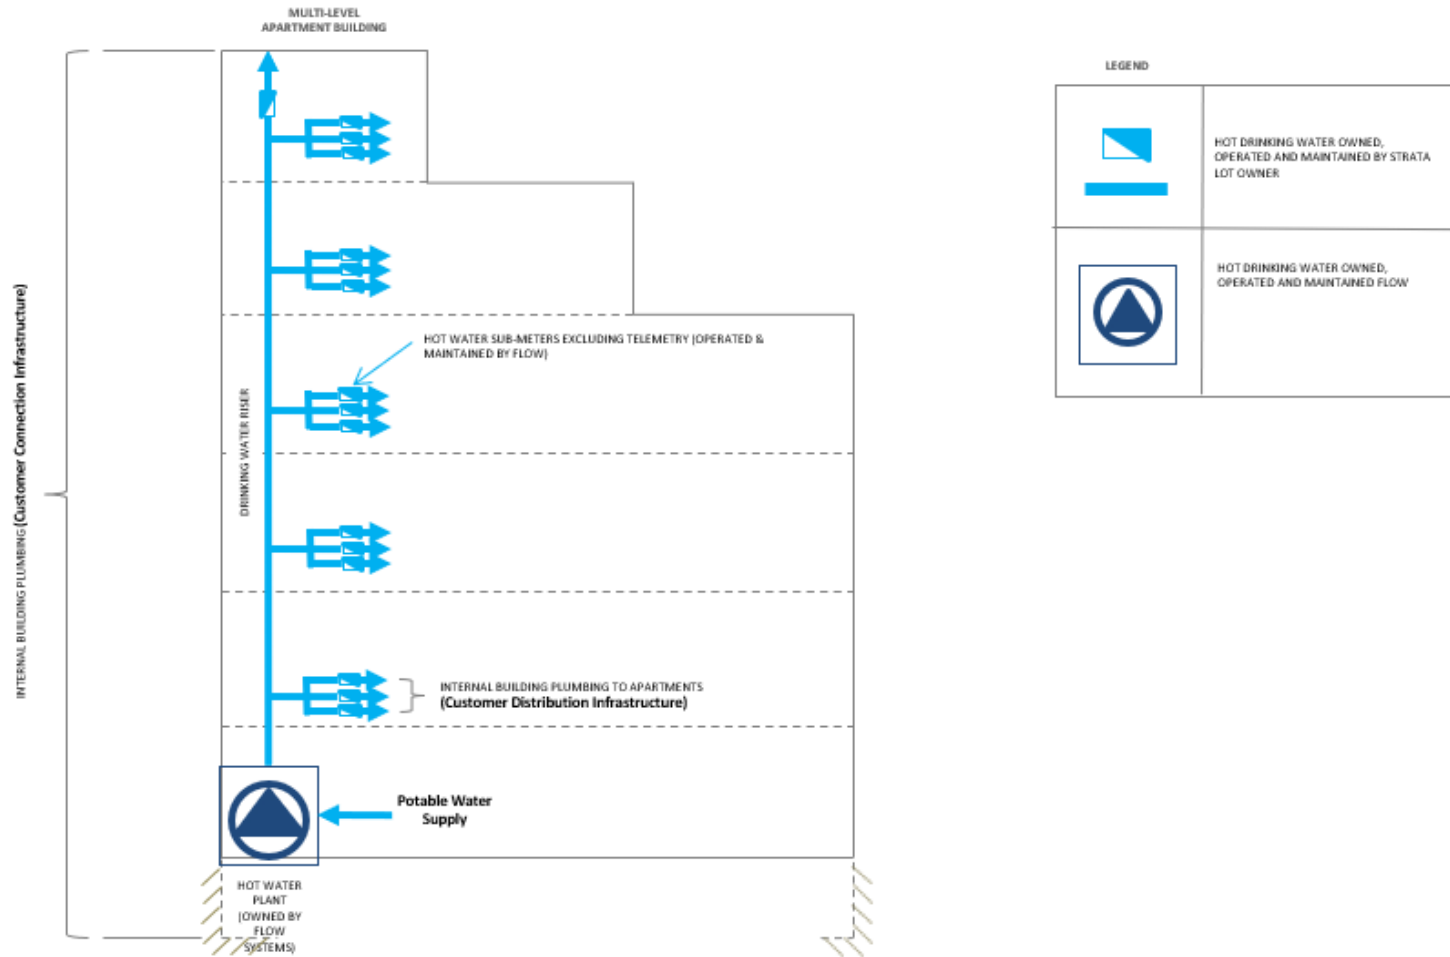 MULTI-LEVEL
APARTMENT BUILDING
LEGEND
HOT DRINKING WATER OWNED,
OPERATED AND MAINTAINED BY STRATA
LOT OWNER
HOT DRINKING WATER OWNED,
OPERATED AND MAINTAINED FLOW
INTERNAL BUILDING PLUMBING (Customer Connection Infrastructure)
DRINKING WATER RISER
HOT WATER SUB-METERS EXCLUDING TELEMETRY (OPERATED &
MAINTAINED BY FLOW)
INTERNAL BUILDING PLUMBING TO APARTMENTS
(Customer Distribution Infrastructure)
Potable Water
Supply
HOT WATER
PLANT
(OWNED BY
FLOW
SYSTEMS)